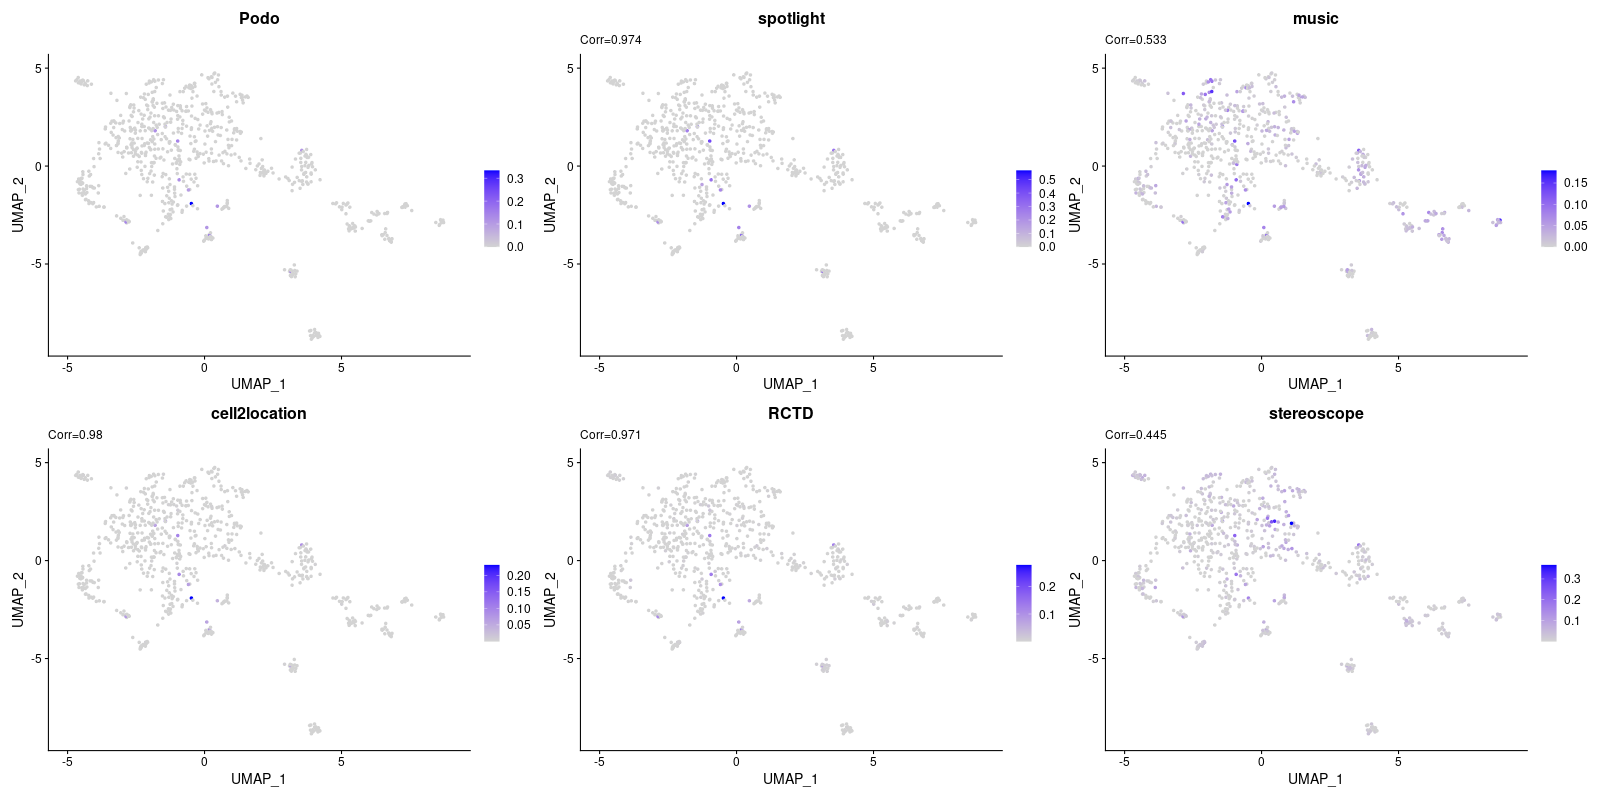 Podo
UMAP_2
5
0
-5
-5
0
5
UMAP_1
0.3
0.2
0.1
0.0
spotlight
Corr=0.974
UMAP_2
5
0
-5
-5
0
5
UMAP_1
0.5
0.4
0.3
0.2
0.1
0.0
music
Corr=0.533
UMAP_2
5
0
-5
-5
0
5
UMAP_1
0.15
0.10
0.05
0.00
cell2location
Corr=0.98
UMAP_2
5
0
-5
-5
0
5
UMAP_1
0.20
0.15
0.10
0.05
RCTD
Corr=0.971
UMAP_2
5
0
-5
-5
0
5
UMAP_1
0.2
0.1
stereoscope
Corr=0.445
UMAP_2
5
0
-5
-5
0
5
UMAP_1
0.3
0.2
0.1